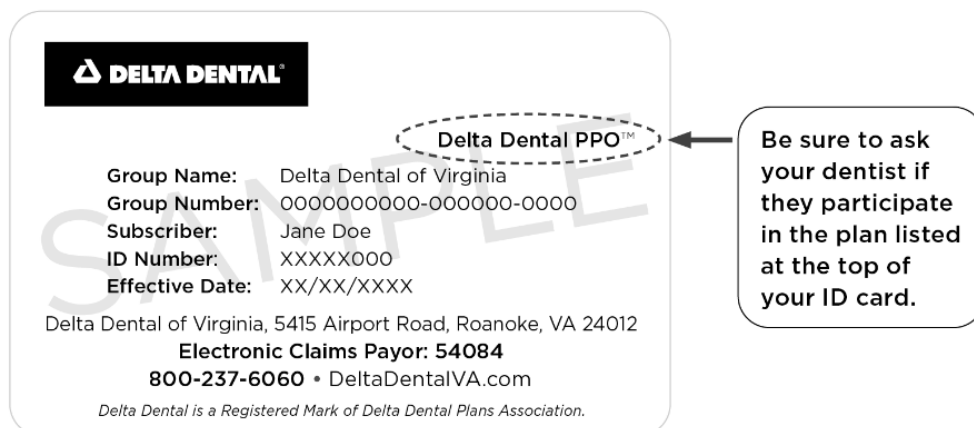 DELTA DENTAL®
Delta Dental PPO™
Group Name: Delta Dental of Virginia
Group Number: 0000000000-000000-0000
Subscriber: Jane Doe
ID Number: XXXXX000
Effective Date: XX/XX/XXXX
SAMPLE
Delta Dental of Virginia, 5415 Airport Road, Roanoke, VA 24012
Electronic Claims Payor: 54084
800-237-6060 • DeltaDentalVA.com
Delta Dental is a Registered Mark of Delta Dental Plans Association.
Be sure to ask
your dentist if
they participate
in the plan listed
at the top of
your ID card.